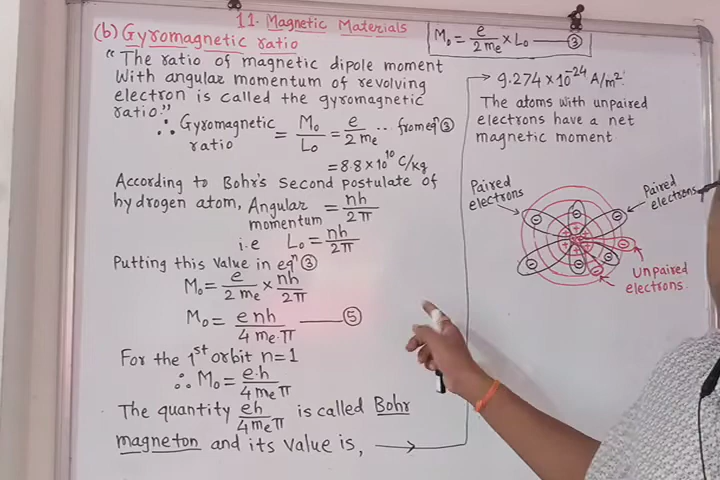 11. Magnetic Materials
(b) Gyromagnetic ratio
"The ratio of magnetic dipole moment
With angular momentum of revolving
electron is called the gyromagnetic
ratio."
∴ Gyromagnetic ratio = M₀/L₀ = e/2mₑ ·· from eqⁿ ③
= 8.8 × 10¹⁰ C/kg
According to Bohr's Second postulate of
hydrogen atom, Angular momentum = nh/2π
i.e L₀ = nh/2π
Putting this value in eqⁿ ③
M₀ = e/2mₑ × nh/2π
M₀ = enh/4mₑ.π —— ⑤
For the 1st orbit n=1
∴ M₀ = e.h/4mₑπ
The quantity eh/4mₑπ is called Bohr
magneton and its value is, →
M₀ = e/2mₑ × L₀ —— ③
→ 9.274 × 10⁻²⁴ A/m².
The atoms with unpaired
electrons have a net
magnetic moment
Paired
electrons
Paired
electrons
Unpaired
electrons.